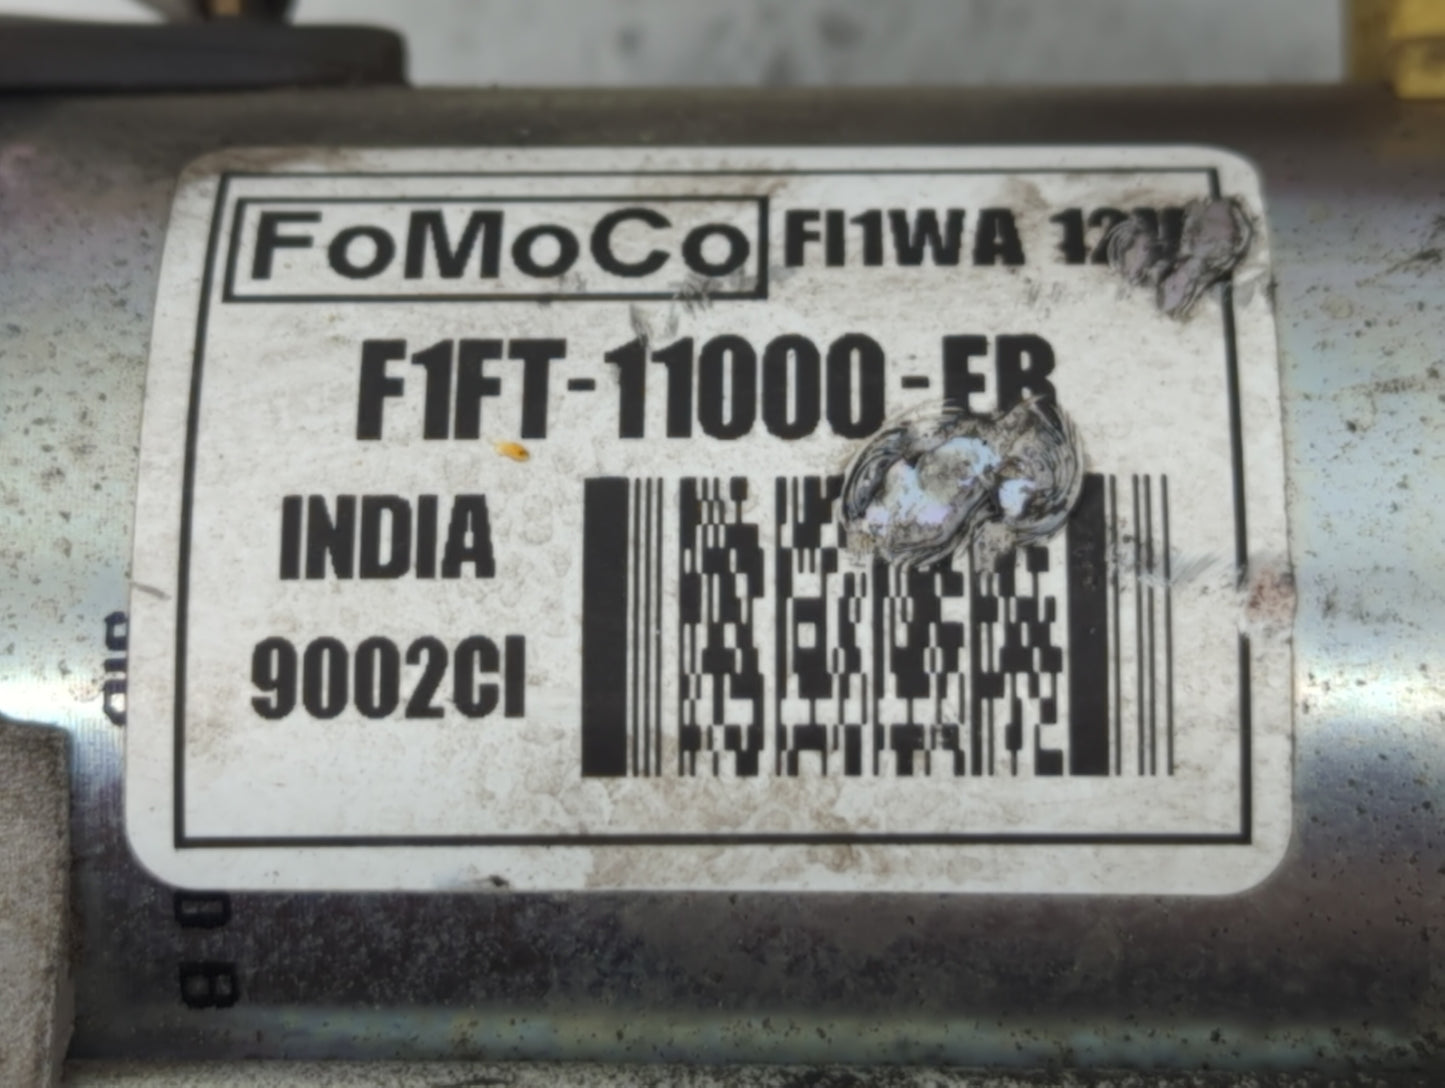 FoMoCo FI1WA 12V
F1FT-11000-EB
INDIA
9002CI
D B